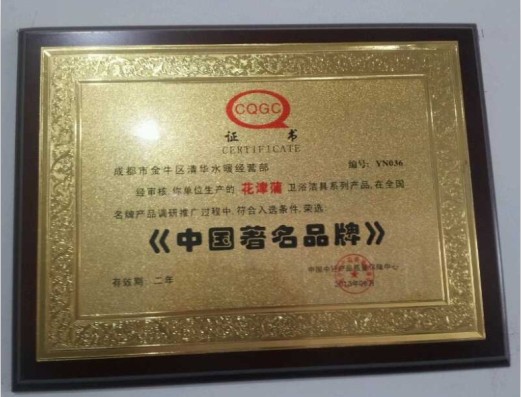 CQGC
证 书
CERTIFICATE
成都市金牛区清华水暖经营部 编号: YN036
经审核,你单位生产的 花津蒲 卫浴洁具系列产品,在全国
名牌产品调研推广过程中,符合入选条件,荣选:
《中国著名品牌》
有效期:二年